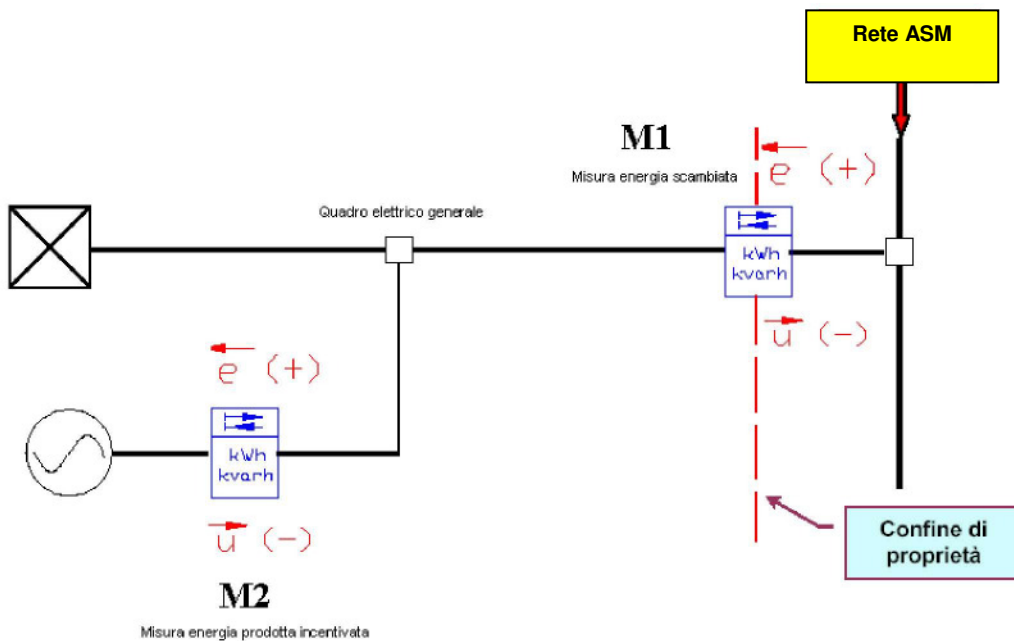 Rete ASM
M1
Misura energia scambiata
e (+)
Quadro elettrico generale
kWh
kvarh
u (-)
e (+)
kWh
kvarh
u (-)
Confine di
proprietà
M2
Misura energia prodotta incentivata